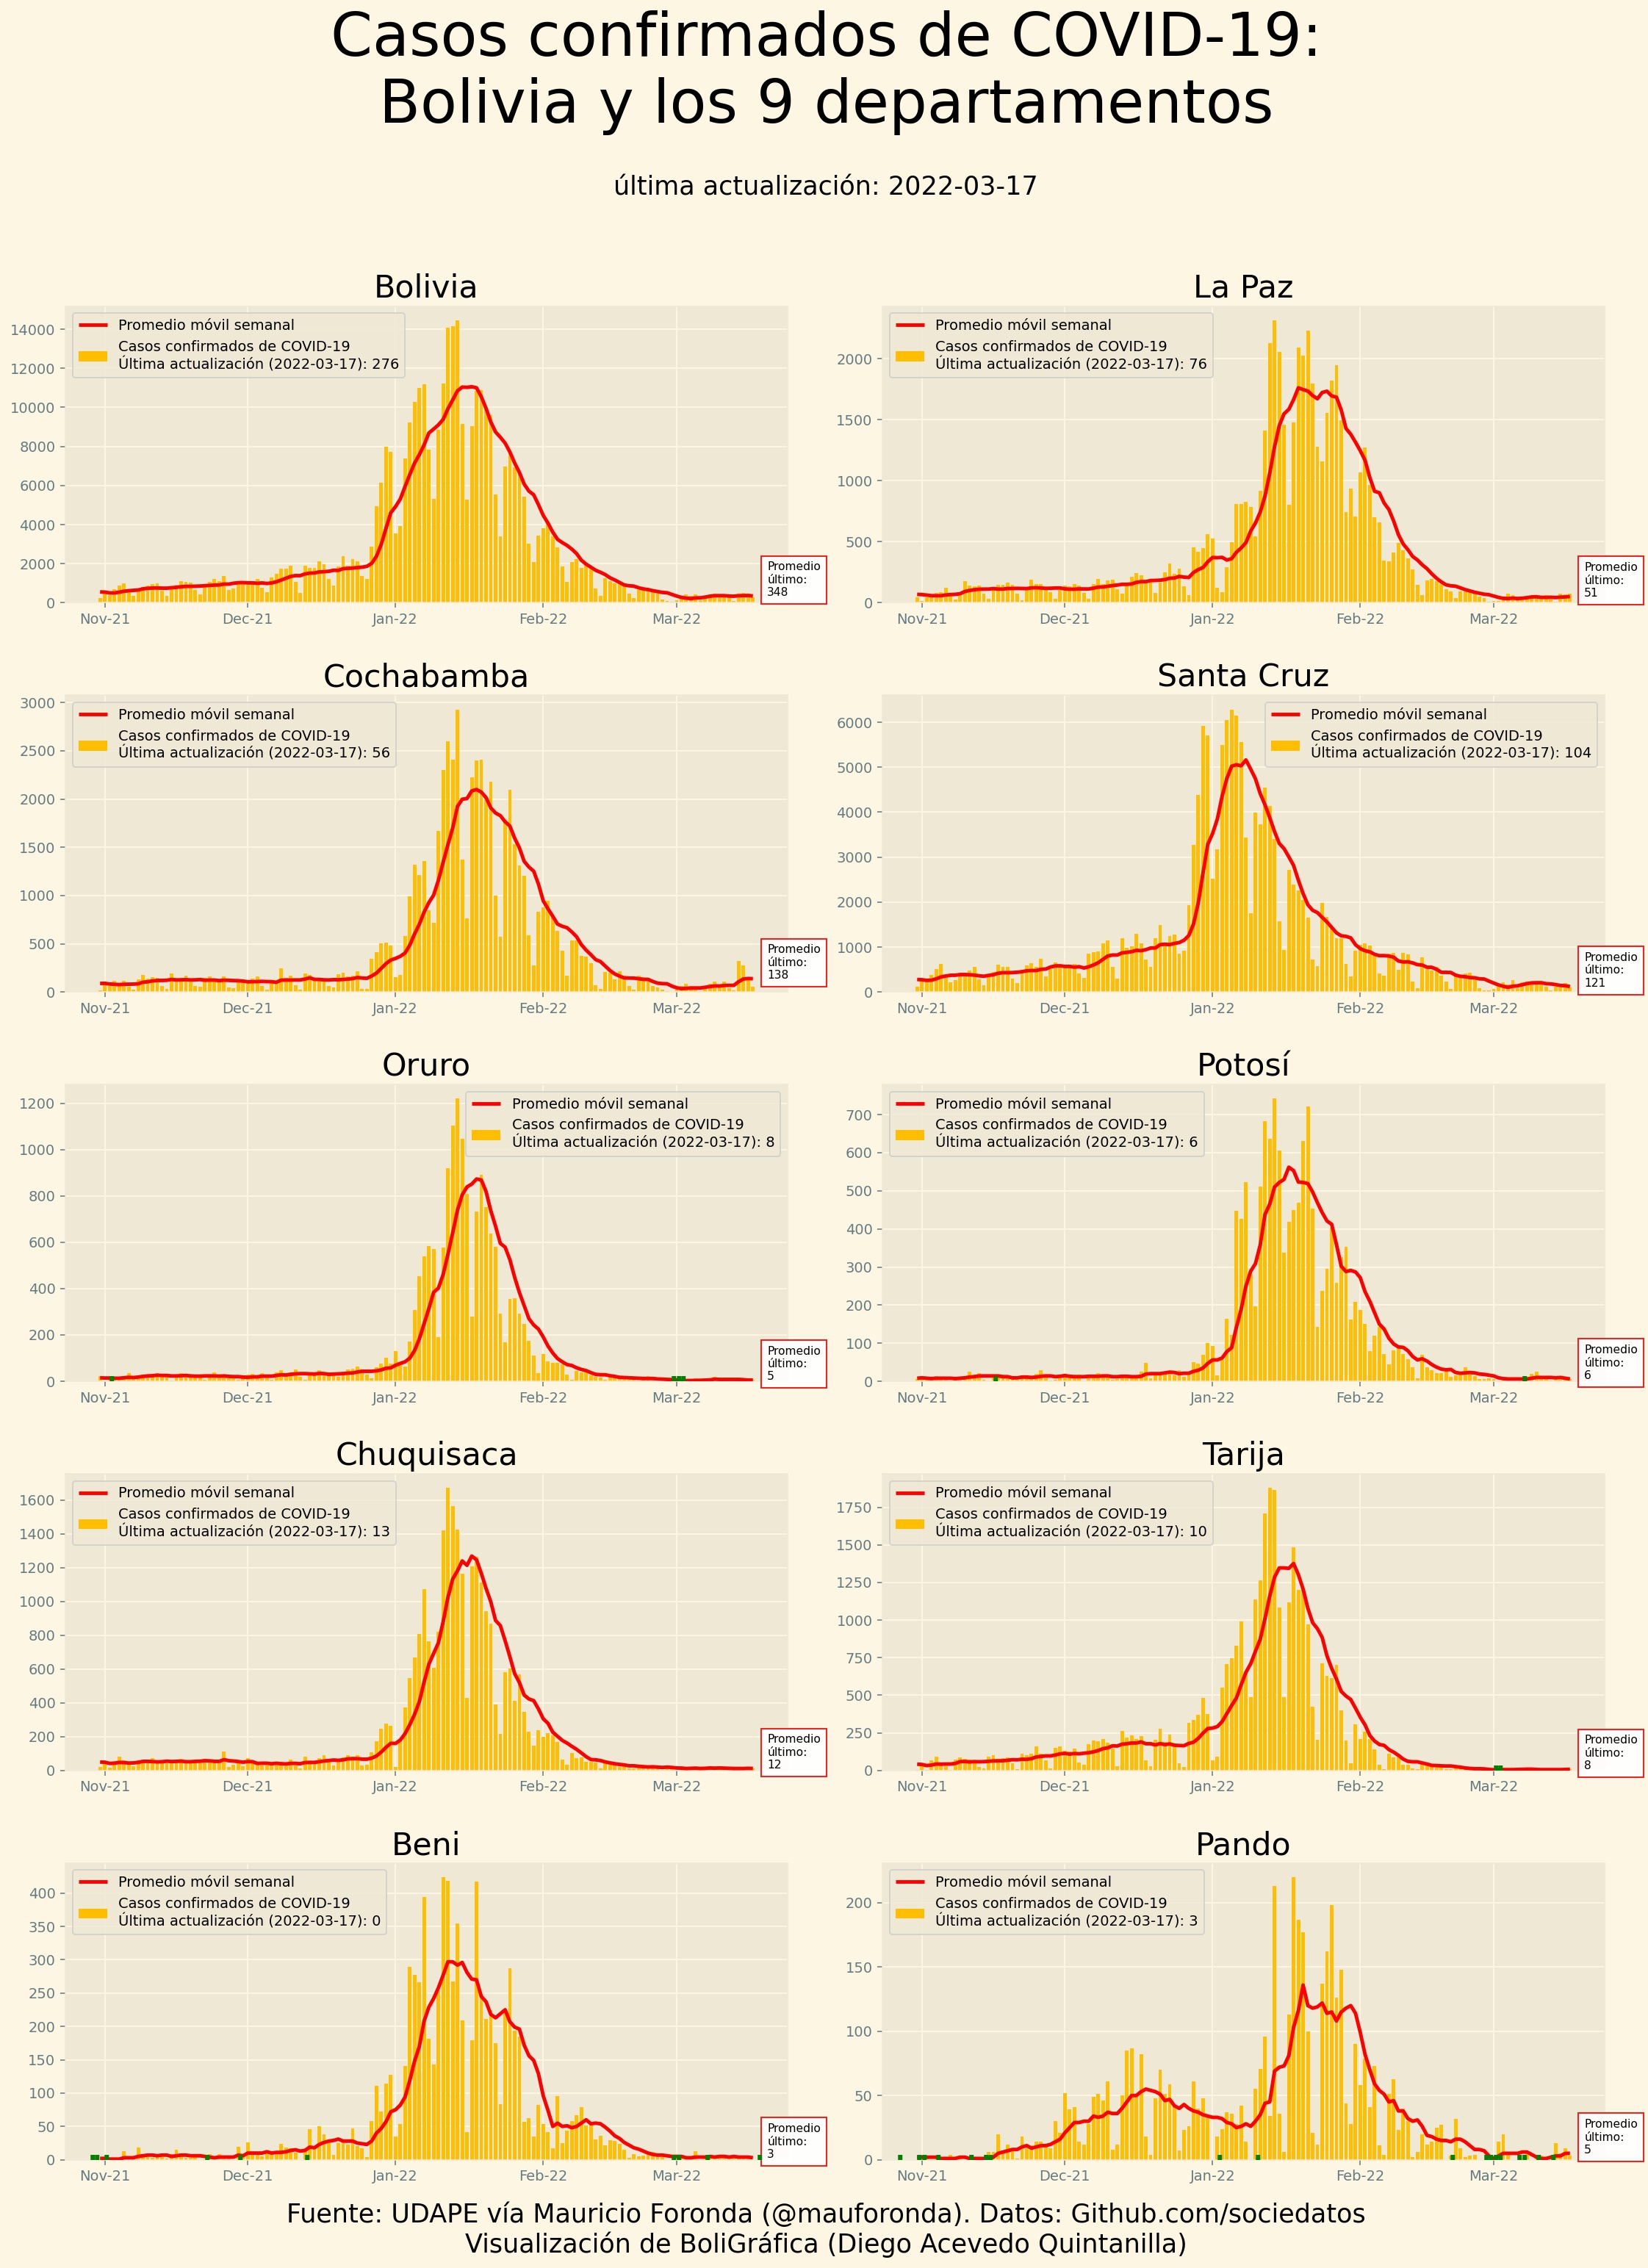 Casos confirmados de COVID-19:
Bolivia y los 9 departamentos
última actualización: 2022-03-17
Bolivia
Promedio móvil semanal
Casos confirmados de COVID-19
Última actualización (2022-03-17): 276
14000
12000
10000
8000
6000
4000
2000
0
Nov-21
Dec-21
Jan-22
Feb-22
Mar-22
Promedio
último:
348
La Paz
Promedio móvil semanal
Casos confirmados de COVID-19
Última actualización (2022-03-17): 76
2000
1500
1000
500
0
Nov-21
Dec-21
Jan-22
Feb-22
Mar-22
Promedio
último:
51
Cochabamba
Promedio móvil semanal
Casos confirmados de COVID-19
Última actualización (2022-03-17): 56
3000
2500
2000
1500
1000
500
0
Nov-21
Dec-21
Jan-22
Feb-22
Mar-22
Promedio
último:
138
Santa Cruz
Promedio móvil semanal
Casos confirmados de COVID-19
Última actualización (2022-03-17): 104
6000
5000
4000
3000
2000
1000
0
Nov-21
Dec-21
Jan-22
Feb-22
Mar-22
Promedio
último:
121
Oruro
Promedio móvil semanal
Casos confirmados de COVID-19
Última actualización (2022-03-17): 8
1200
1000
800
600
400
200
0
Nov-21
Dec-21
Jan-22
Feb-22
Mar-22
Promedio
último:
5
Potosí
Promedio móvil semanal
Casos confirmados de COVID-19
Última actualización (2022-03-17): 6
700
600
500
400
300
200
100
0
Nov-21
Dec-21
Jan-22
Feb-22
Mar-22
Promedio
último:
6
Chuquisaca
Promedio móvil semanal
Casos confirmados de COVID-19
Última actualización (2022-03-17): 13
1600
1400
1200
1000
800
600
400
200
0
Nov-21
Dec-21
Jan-22
Feb-22
Mar-22
Promedio
último:
12
Tarija
Promedio móvil semanal
Casos confirmados de COVID-19
Última actualización (2022-03-17): 10
1750
1500
1250
1000
750
500
250
0
Nov-21
Dec-21
Jan-22
Feb-22
Mar-22
Promedio
último:
8
Beni
Promedio móvil semanal
Casos confirmados de COVID-19
Última actualización (2022-03-17): 0
400
350
300
250
200
150
100
50
0
Nov-21
Dec-21
Jan-22
Feb-22
Mar-22
Promedio
último:
3
Pando
Promedio móvil semanal
Casos confirmados de COVID-19
Última actualización (2022-03-17): 3
200
150
100
50
0
Nov-21
Dec-21
Jan-22
Feb-22
Mar-22
Promedio
último:
5
Fuente: UDAPE vía Mauricio Foronda (@mauforonda). Datos: Github.com/sociedatos
Visualización de BoliGráfica (Diego Acevedo Quintanilla)